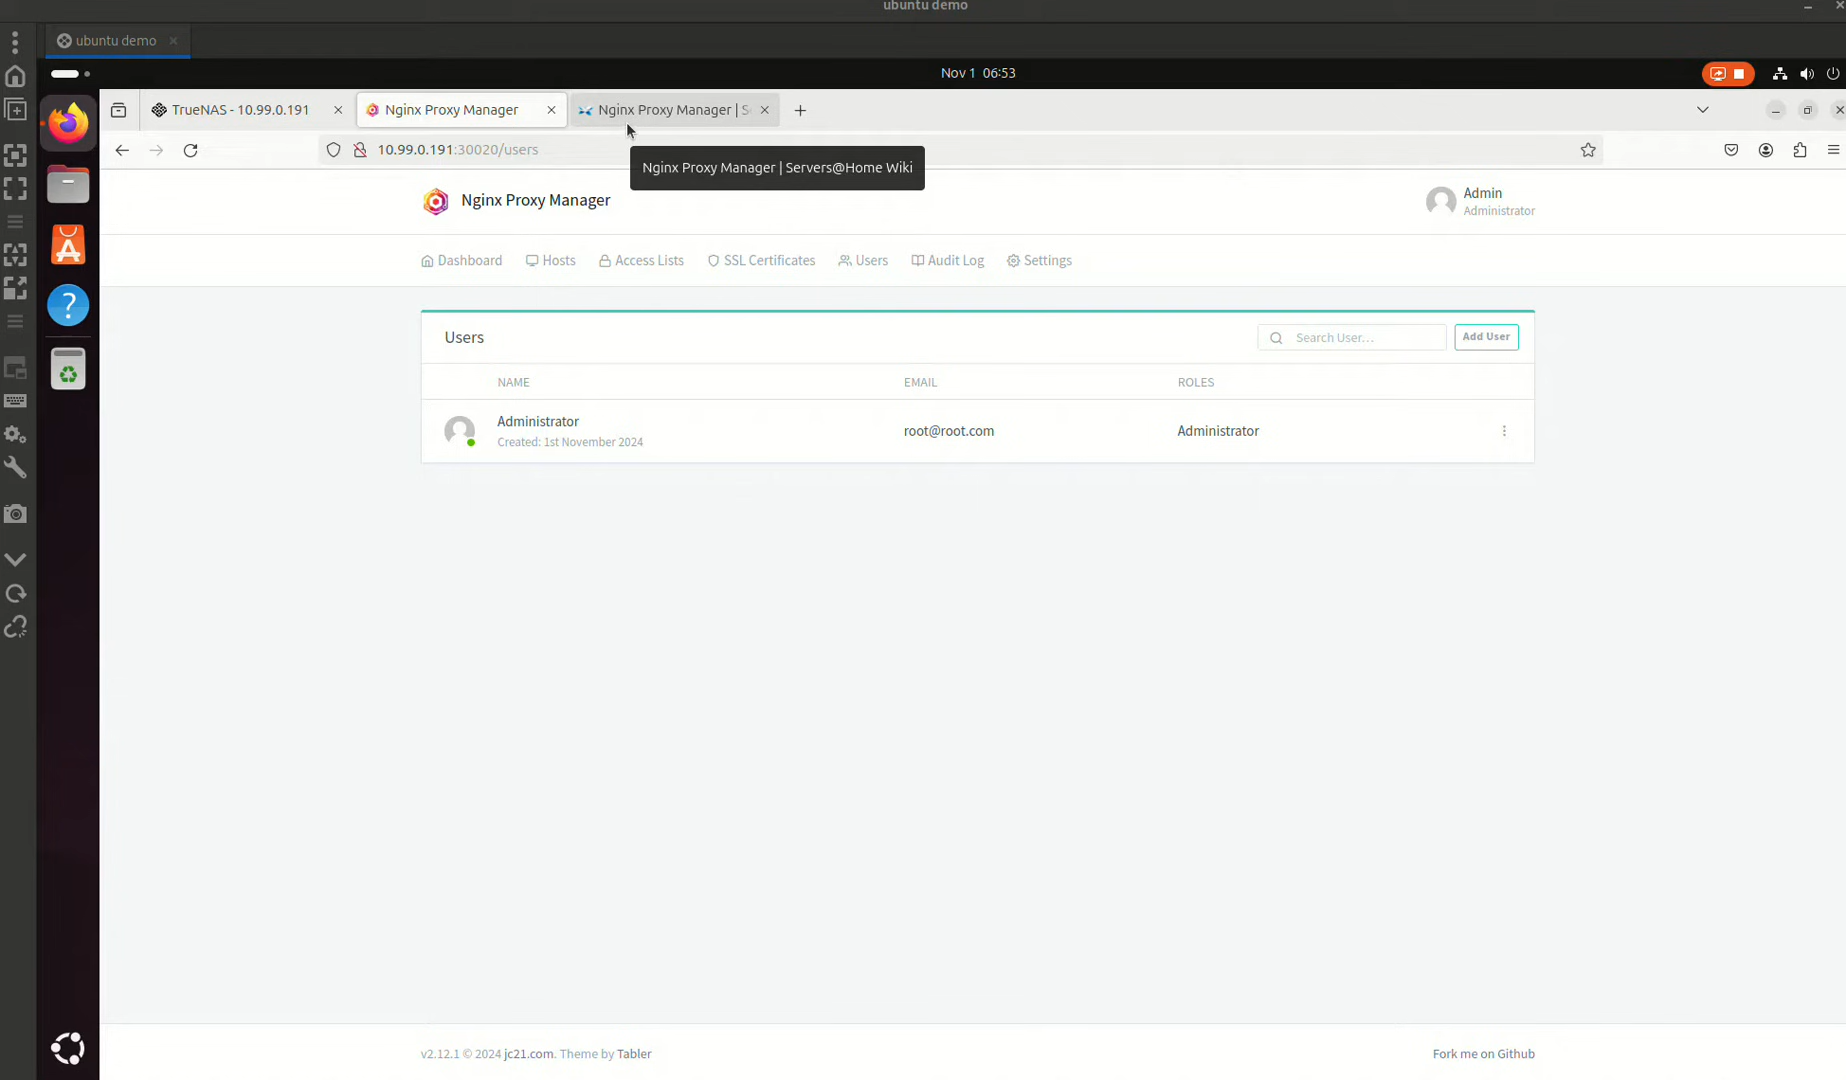 ubuntu demo
ubuntu demo
Nov 1 06:53
TrueNAS - 10.99.0.191
Nginx Proxy Manager
Nginx Proxy Manager | S
10.99.0.191:30020/users
Nginx Proxy Manager | Servers@Home Wiki
Nginx Proxy Manager
Admin
Administrator
Dashboard
Hosts
Access Lists
SSL Certificates
Users
Audit Log
Settings
Users
Search User...
Add User
NAME
EMAIL
ROLES
Administrator
Created: 1st November 2024
root@root.com
Administrator
v2.12.1 © 2024 jc21.com. Theme by Tabler
Fork me on Github